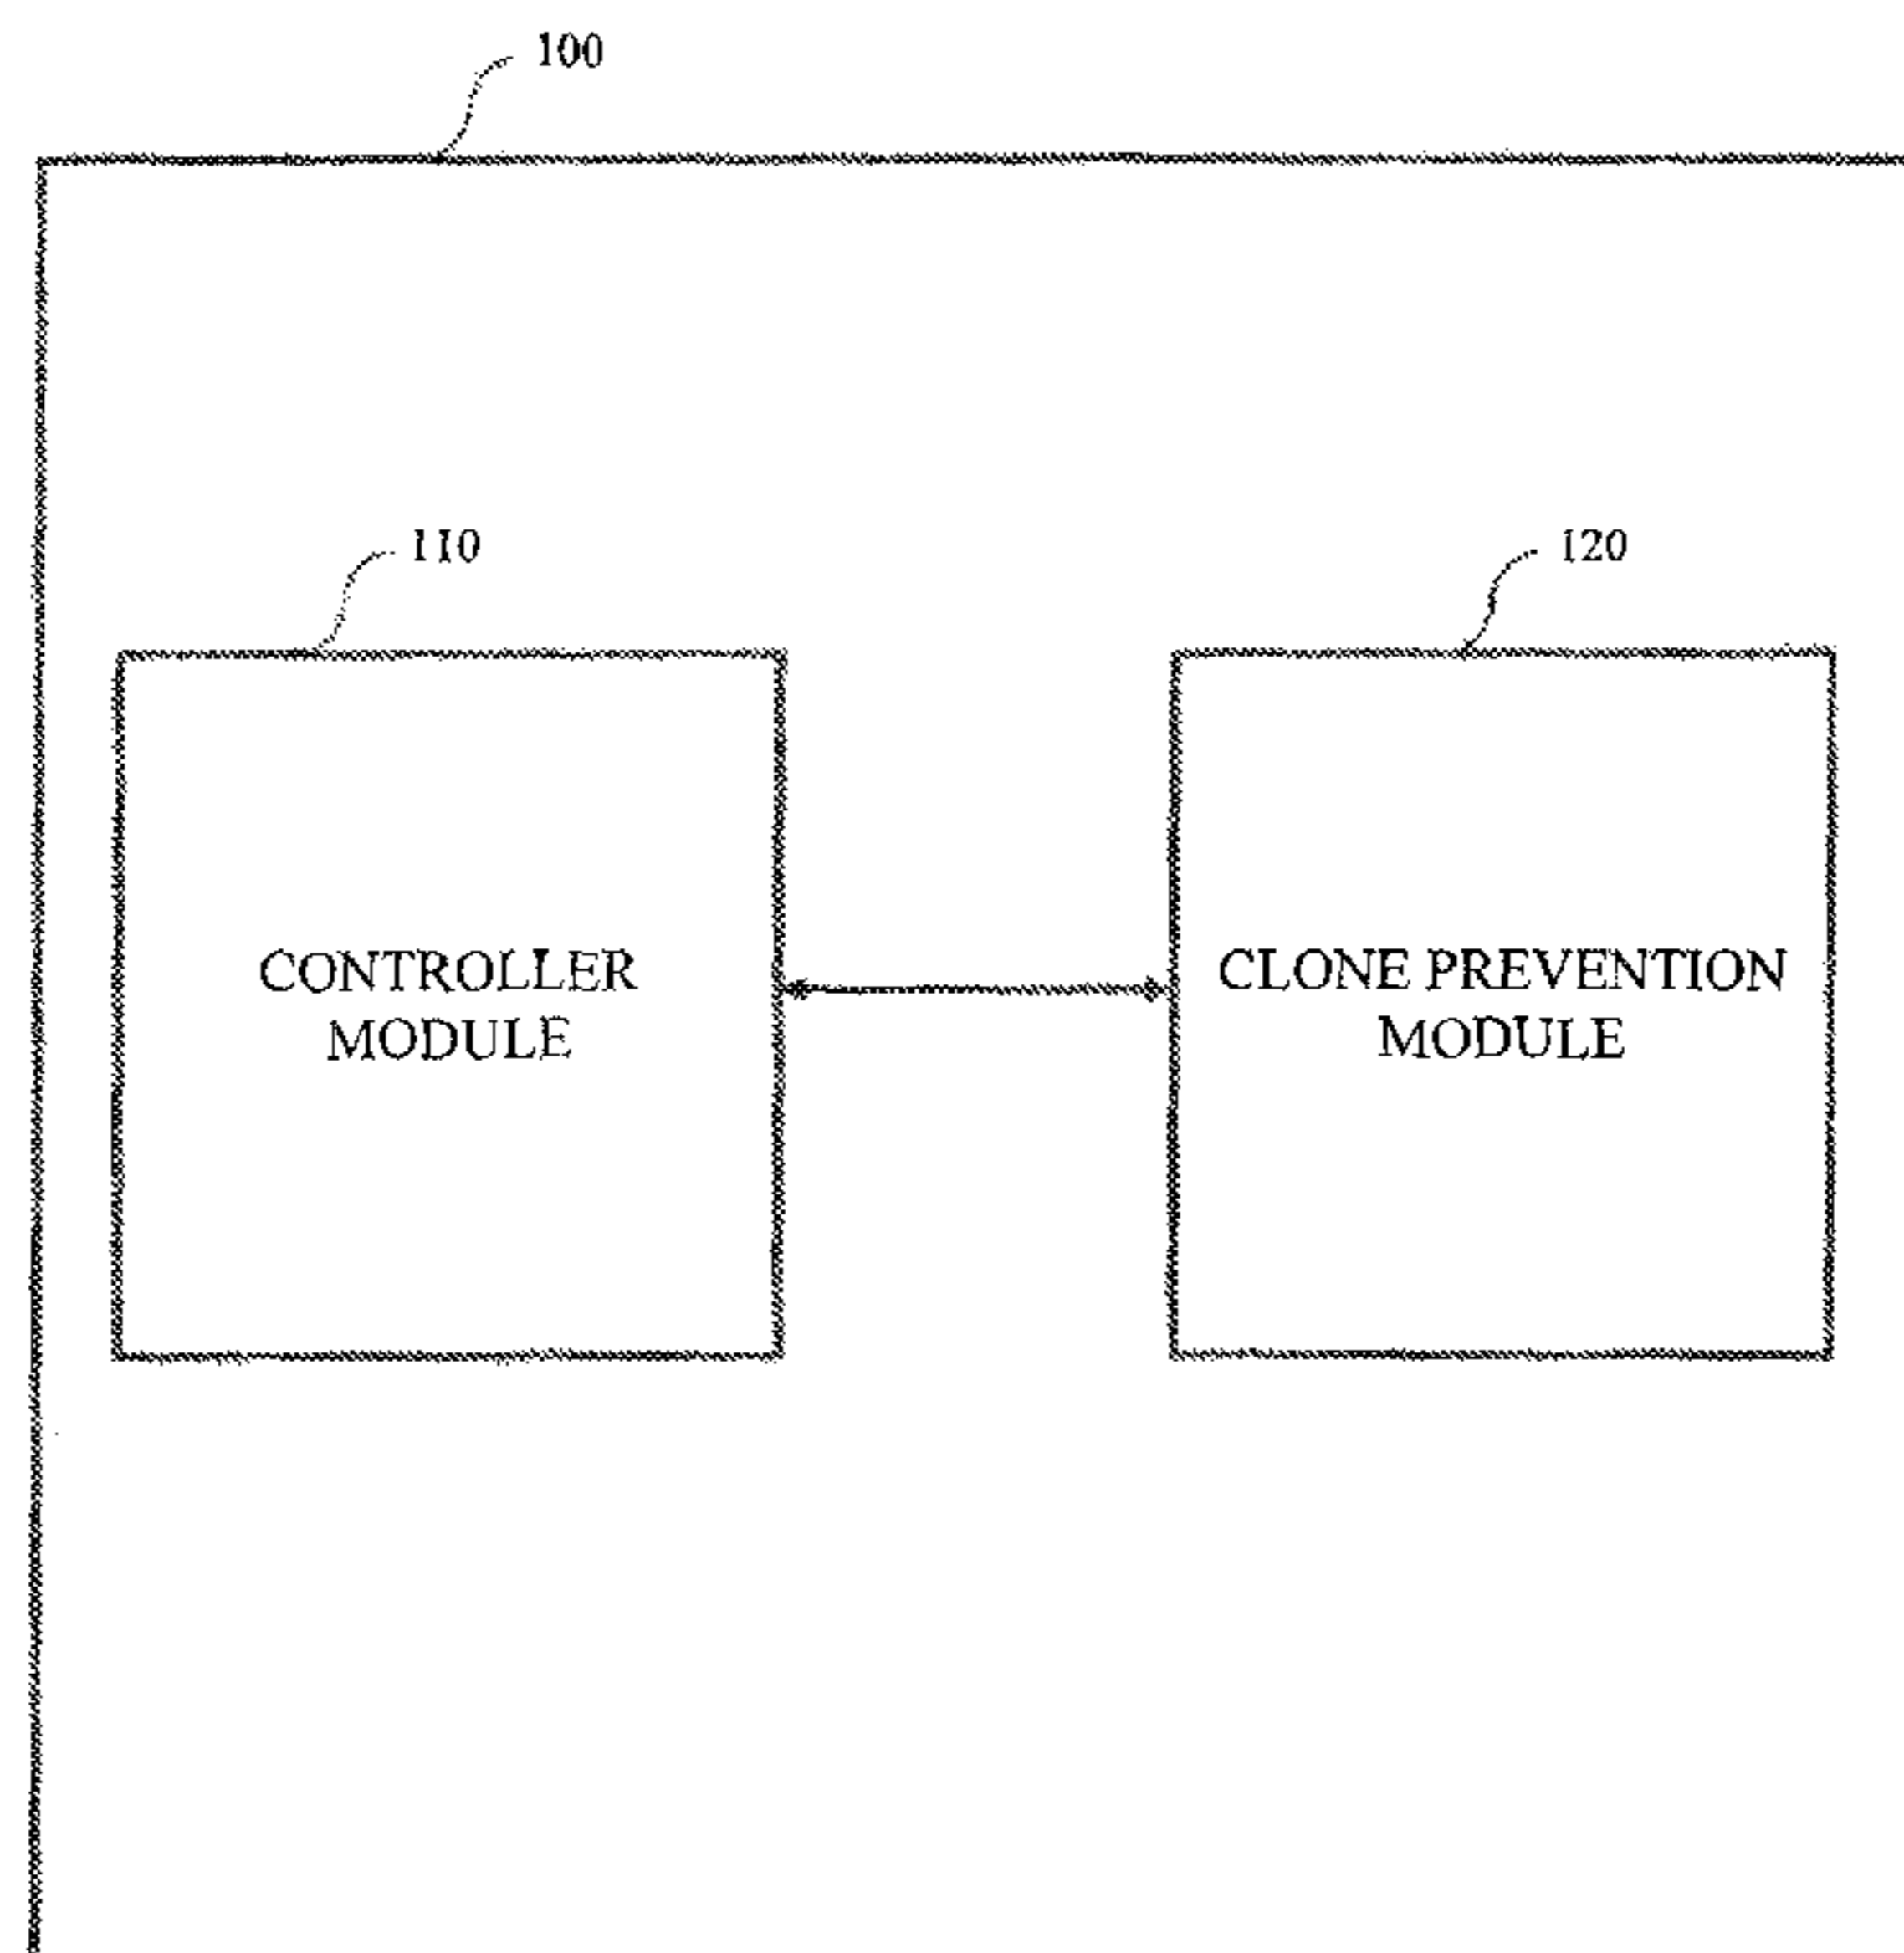 100
110
120
CONTROLLER
MODULE
CLONE PREVENTION
MODULE